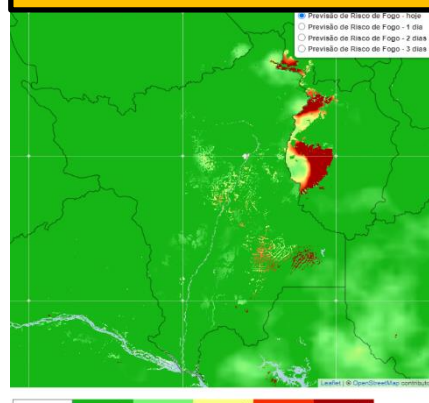 Previsão de Risco de Fogo - hoje
Previsão de Risco de Fogo - 1 dia
Previsão de Risco de Fogo - 2 dias
Previsão de Risco de Fogo - 3 dias
Leaflet | © OpenStreetMap contributo